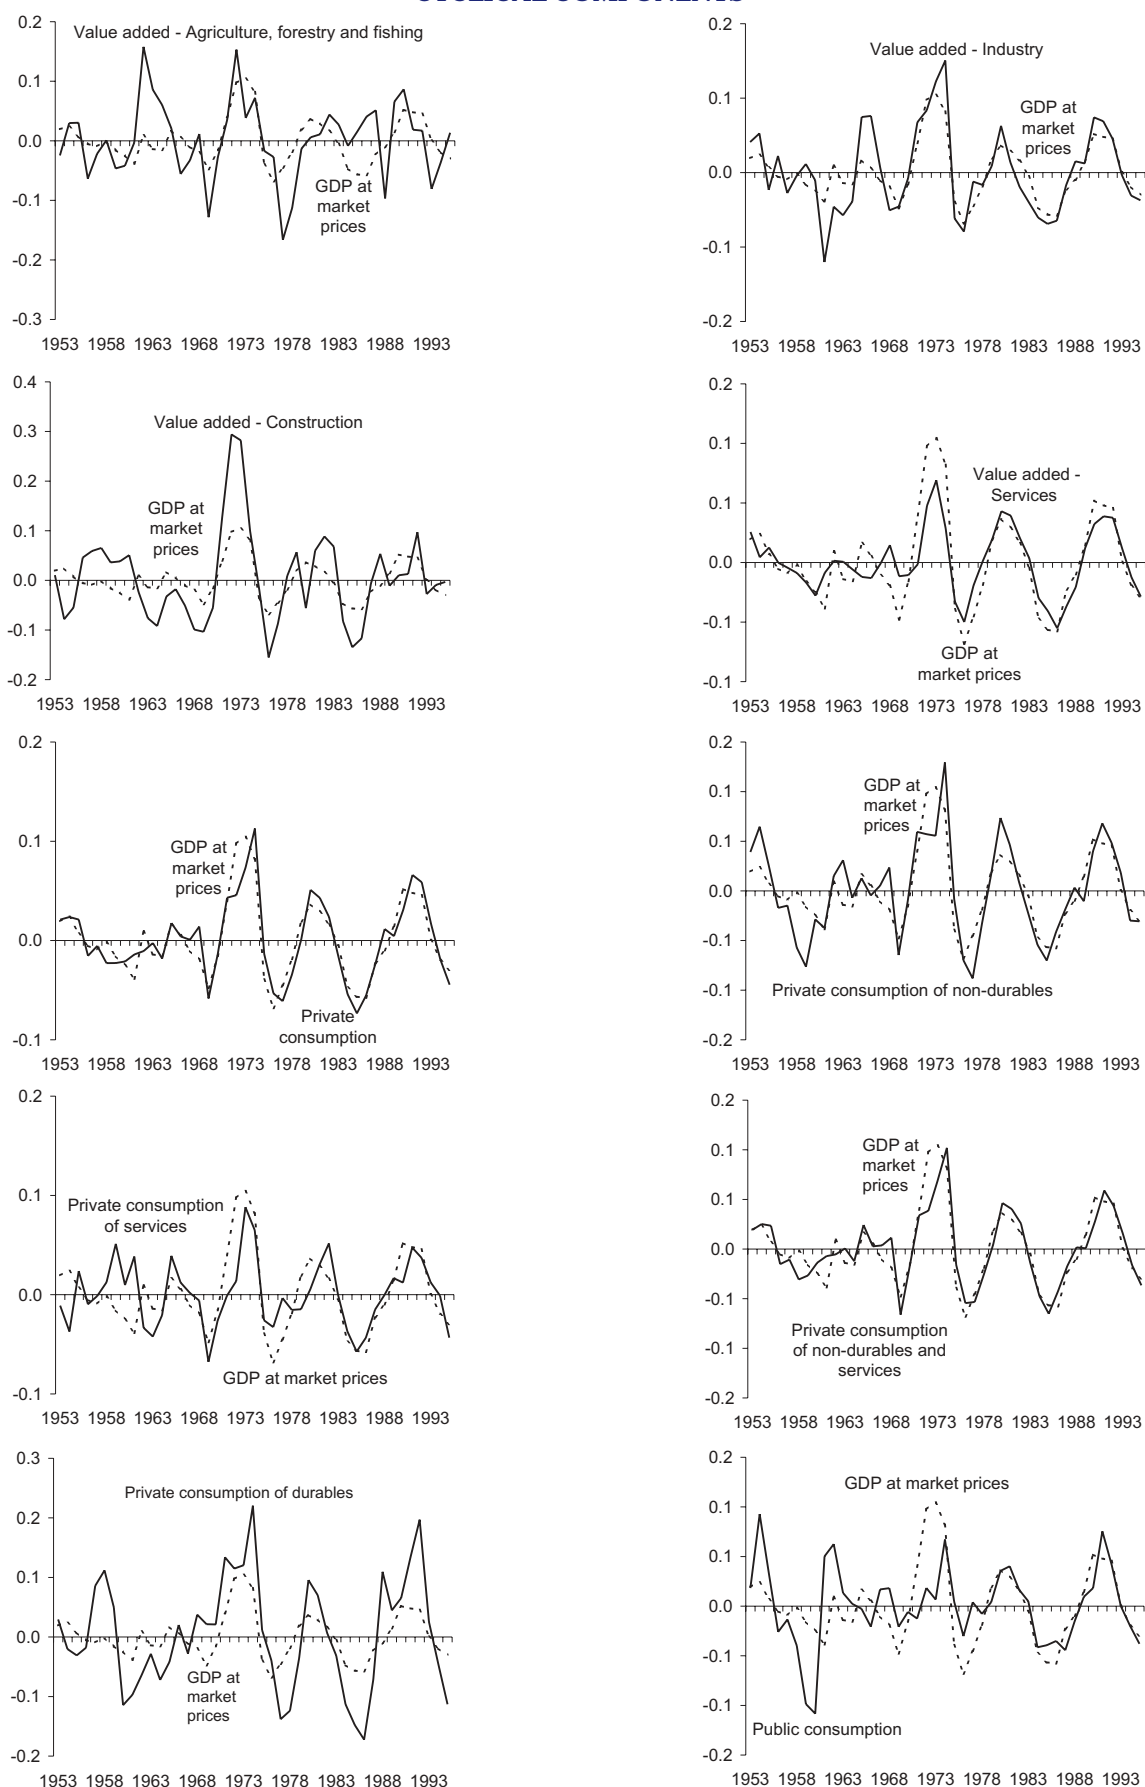 CYCLICAL COMPONENTS
0.2
0.1
0.0
-0.1
-0.2
-0.3
Value added - Agriculture, forestry and fishing
GDP at
market
prices
1953 1958 1963 1968 1973 1978 1983 1988 1993
0.2
0.1
0.0
-0.1
-0.2
Value added - Industry
GDP at
market
prices
1953 1958 1963 1968 1973 1978 1983 1988 1993
0.4
0.3
0.2
0.1
0.0
-0.1
-0.2
Value added - Construction
GDP at
market
prices
1953 1958 1963 1968 1973 1978 1983 1988 1993
0.2
0.1
0.1
0.0
-0.1
-0.1
Value added -
Services
GDP at
market prices
1953 1958 1963 1968 1973 1978 1983 1988 1993
0.2
0.1
0.0
-0.1
GDP at
market
prices
Private
consumption
1953 1958 1963 1968 1973 1978 1983 1988 1993
0.2
0.1
0.1
0.0
-0.1
-0.1
-0.2
GDP at
market
prices
Private consumption of non-durables
1953 1958 1963 1968 1973 1978 1983 1988 1993
0.2
0.1
0.0
-0.1
Private consumption
of services
GDP at market prices
1953 1958 1963 1968 1973 1978 1983 1988 1993
0.2
0.1
0.1
0.0
-0.1
-0.1
-0.2
GDP at
market
prices
Private consumption
of non-durables and
services
1953 1958 1963 1968 1973 1978 1983 1988 1993
0.3
0.2
0.1
0.0
-0.1
-0.2
Private consumption of durables
GDP at
market
prices
1953 1958 1963 1968 1973 1978 1983 1988 1993
0.2
0.1
0.1
0.0
-0.1
-0.1
-0.2
GDP at market prices
Public consumption
1953 1958 1963 1968 1973 1978 1983 1988 1993